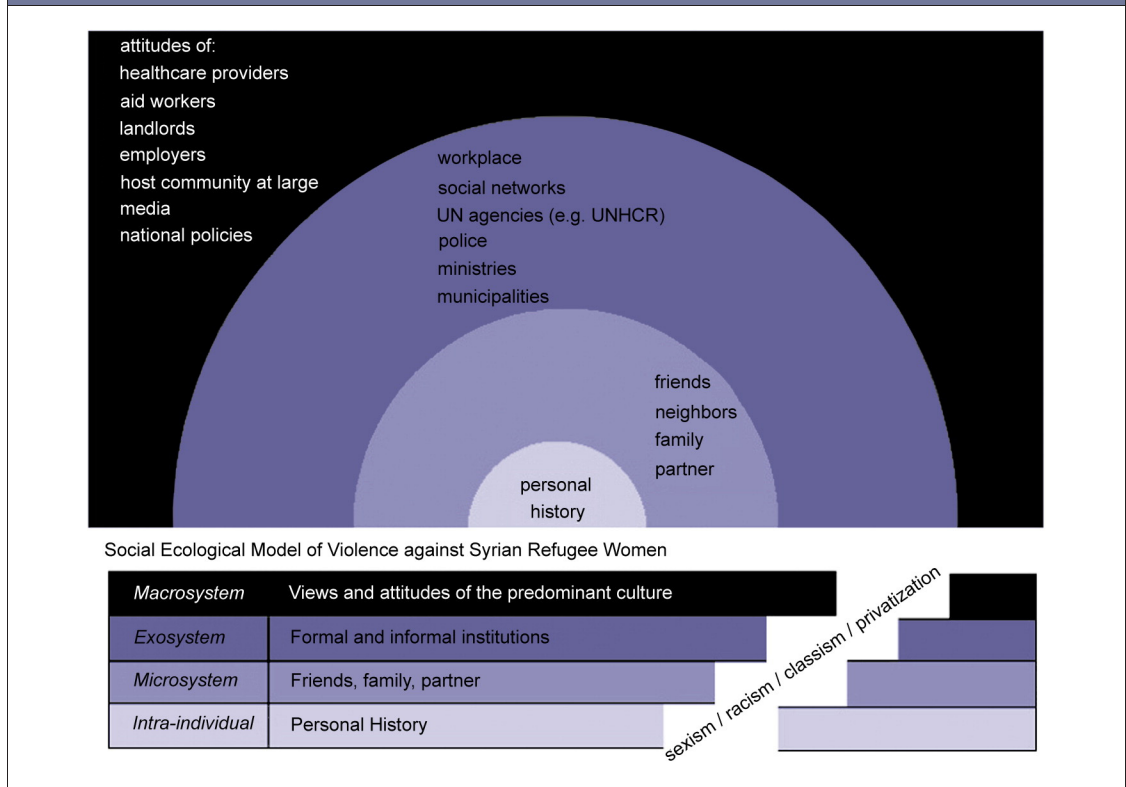 attitudes of:
healthcare providers
aid workers
landlords
employers
host community at large
media
national policies
workplace
social networks
UN agencies (e.g. UNHCR)
police
ministries
municipalities
friends
neighbors
family
partner
personal
history
Social Ecological Model of Violence against Syrian Refugee Women
Macrosystem Views and attitudes of the predominant culture
Exosystem Formal and informal institutions
Microsystem Friends, family, partner
Intra-individual Personal History
sexism / racism / classism / privatization